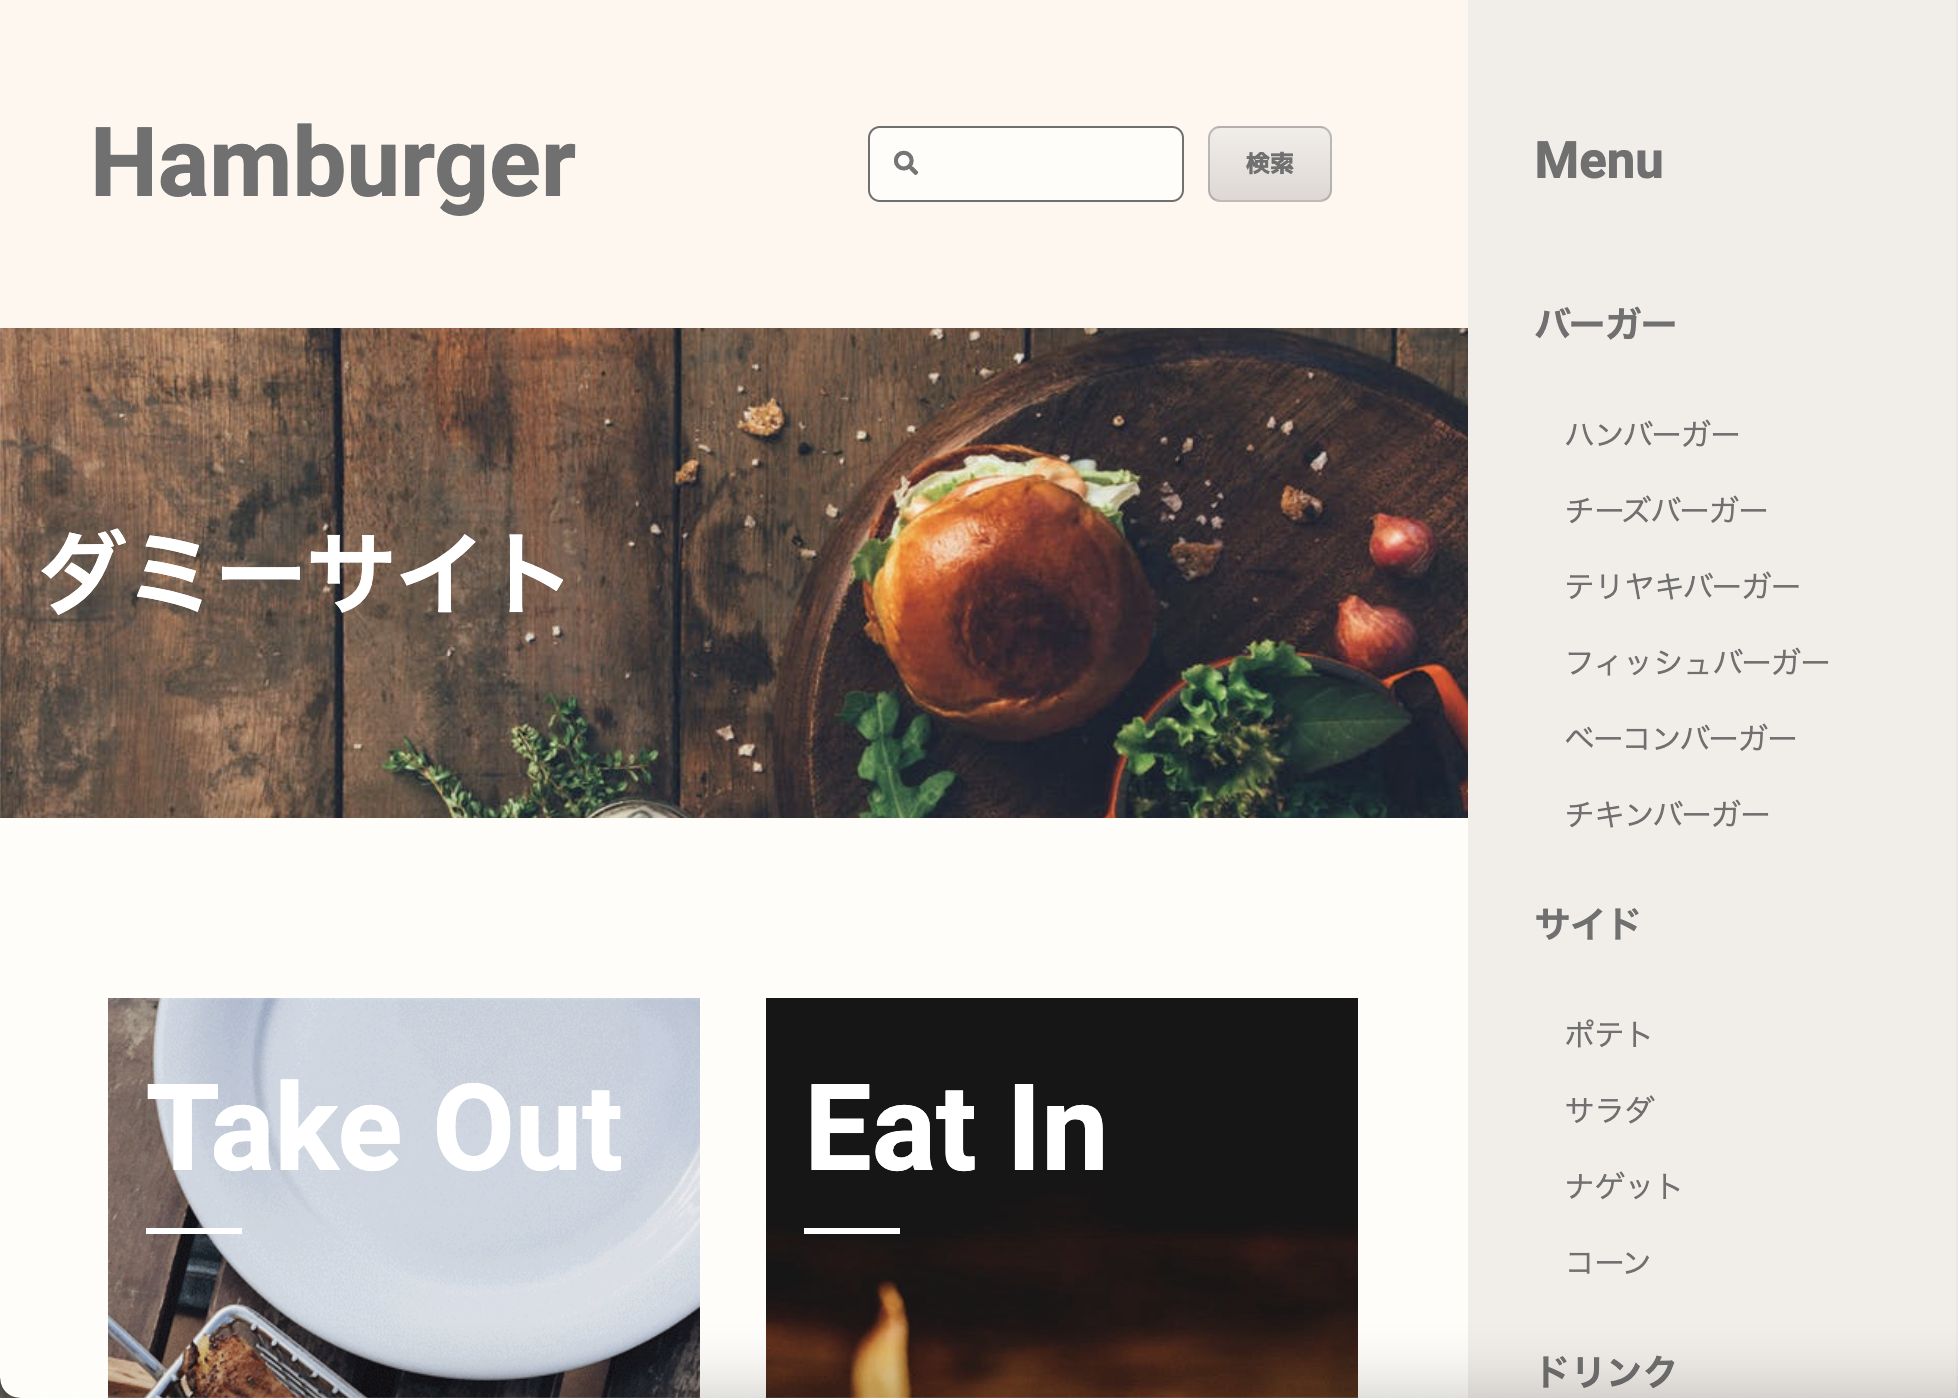 Hamburger
検索
ダミーサイト
Take Out
Eat In
Menu
バーガー
ハンバーガー
チーズバーガー
テリヤキバーガー
フィッシュバーガー
ベーコンバーガー
チキンバーガー
サイド
ポテト
サラダ
ナゲット
コーン
ドリンク